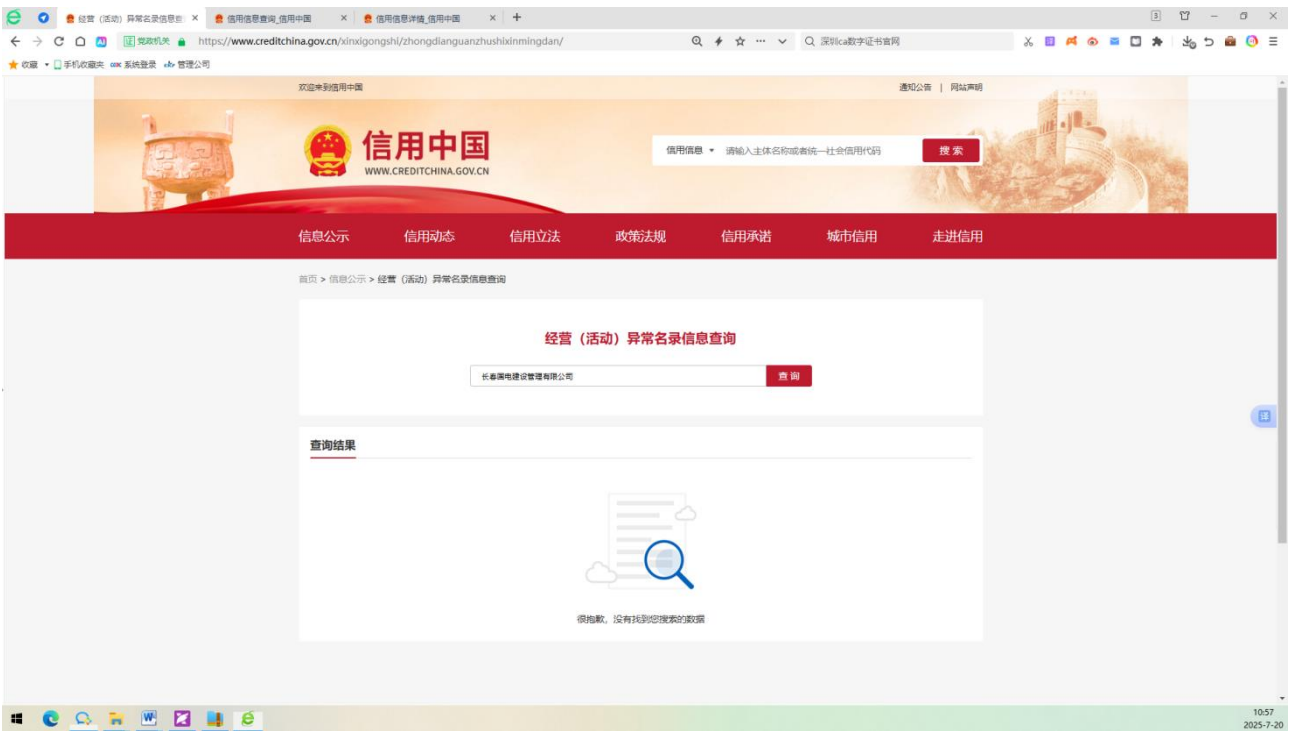 经营（活动）异常名录信息查
信用信息查询_信用中国
信用信息详情_信用中国
证 党政机关
https://www.creditchina.gov.cn/xinxigongshi/zhongdianguanzhushixinmingdan/
深圳ca数字证书官网
收藏 手机收藏夹 系统登录 管理公司
欢迎来到信用中国
通知公告 | 网站声明
信用中国
WWW.CREDITCHINA.GOV.CN
信用信息 请输入主体名称或者统一社会信用代码 搜索
信息公示 信用动态 信用立法 政策法规 信用承诺 城市信用 走进信用
首页 > 信息公示 > 经营（活动）异常名录信息查询
经营（活动）异常名录信息查询
长春国电建设管理有限公司 查询
查询结果
很抱歉，没有找到您搜索的数据
10:57
2025-7-20